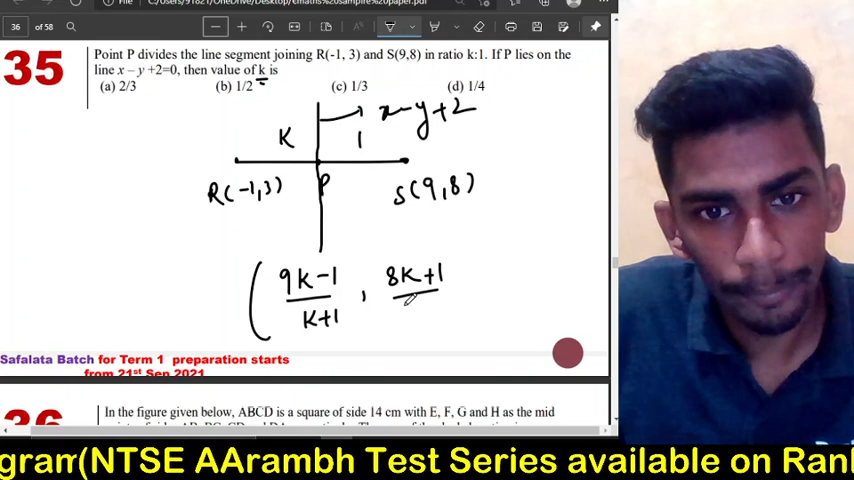 36 of 58
35
Point P divides the line segment joining R(-1, 3) and S(9,8) in ratio k:1. If P lies on the
line x – y +2=0, then value of k is
(a) 2/3 (b) 1/2 (c) 1/3 (d) 1/4
x-y+2
K 1
R(-1,3) P S(9,8)
( 9K-1 / K+1 , 8K+1
Safalata Batch for Term 1 preparation starts
from 21st Sep 2021
36
In the figure given below, ABCD is a square of side 14 cm with E, F, G and H as the mid
gram(NTSE AArambh Test Series available on Ran